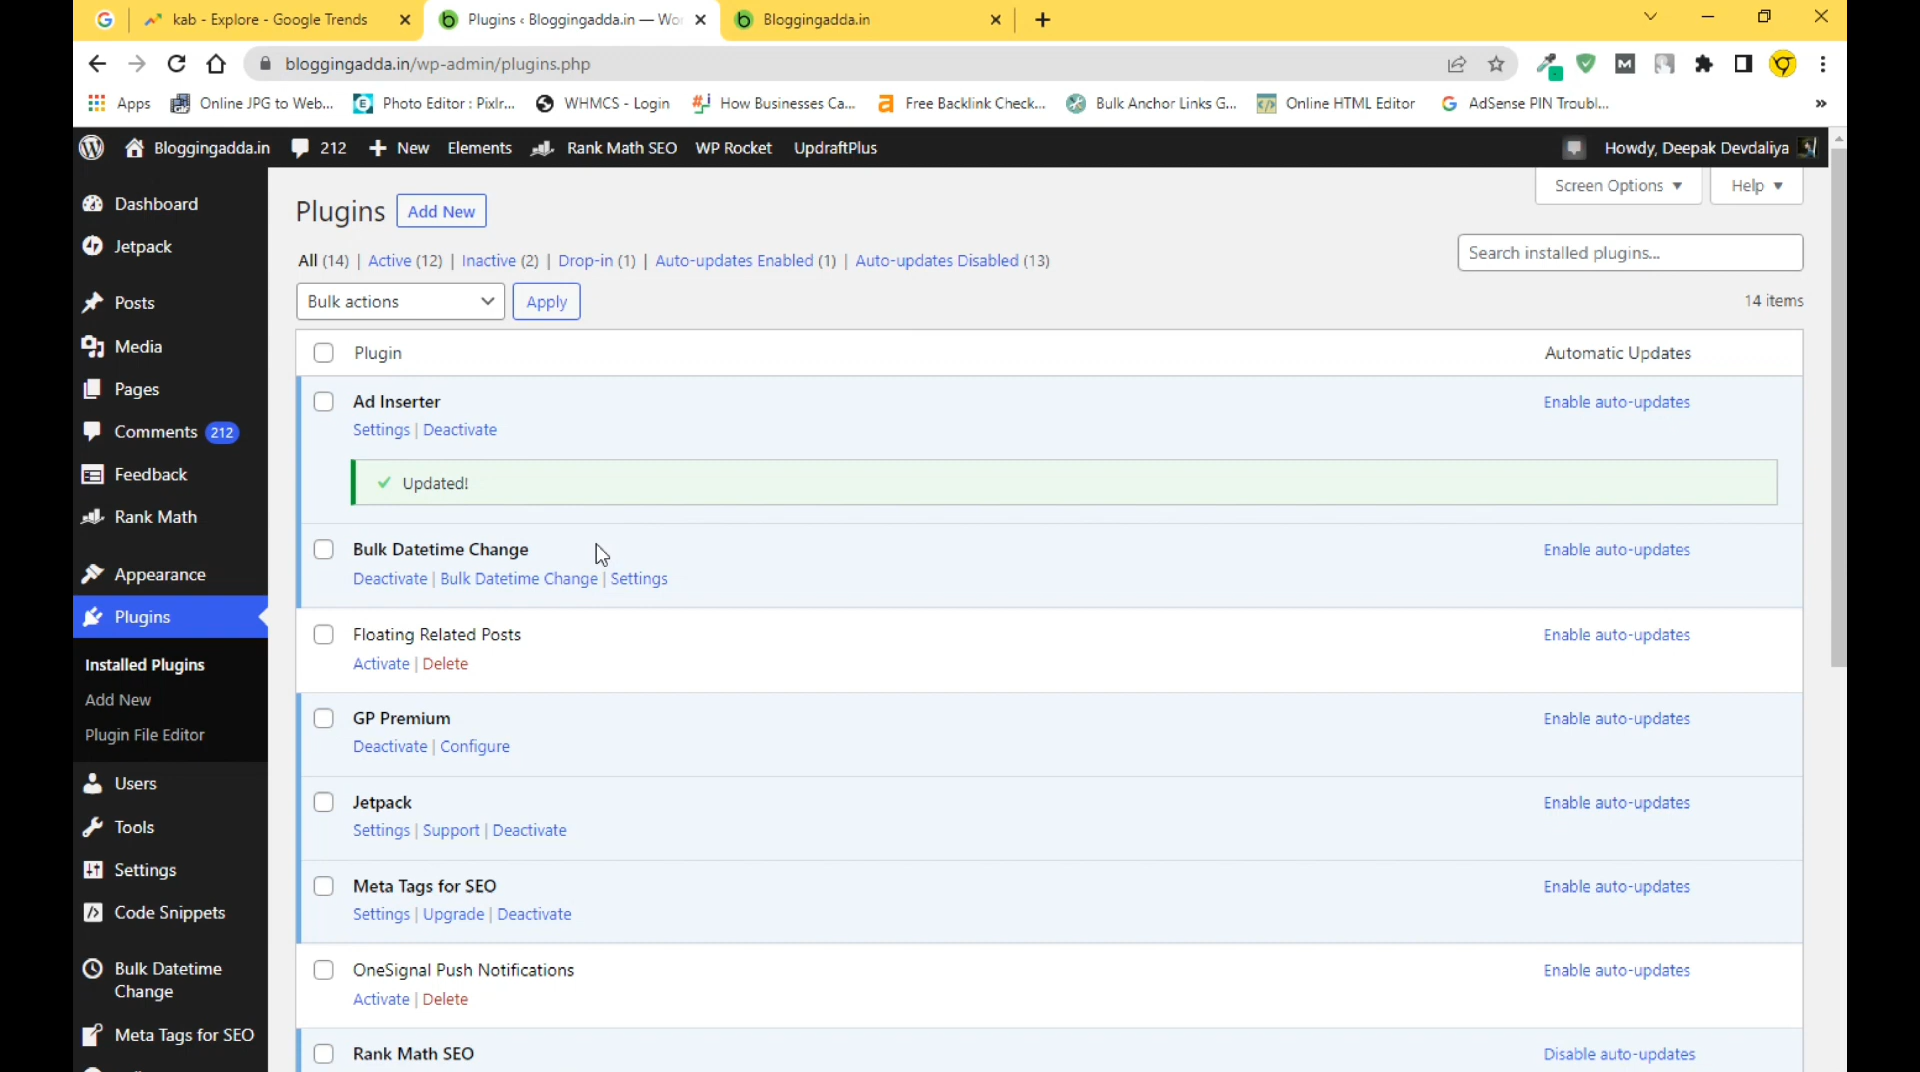 kab - Explore - Google Trends
Plugins ‹ Bloggingadda.in — Wor
Bloggingadda.in
bloggingadda.in/wp-admin/plugins.php
Apps
Online JPG to Web...
Photo Editor : Pixlr...
WHMCS - Login
How Businesses Ca...
Free Backlink Check...
Bulk Anchor Links G...
Online HTML Editor
AdSense PIN Troubl...
»
Bloggingadda.in
212
New
Elements
Rank Math SEO
WP Rocket
UpdraftPlus
Howdy, Deepak Devdaliya
Dashboard
Jetpack
Posts
Media
Pages
Comments 212
Feedback
Rank Math
Appearance
Plugins
Installed Plugins
Add New
Plugin File Editor
Users
Tools
Settings
Code Snippets
Bulk Datetime
Change
Meta Tags for SEO
Screen Options
Help
Plugins
Add New
All (14) | Active (12) | Inactive (2) | Drop-in (1) | Auto-updates Enabled (1) | Auto-updates Disabled (13)
Search installed plugins...
Bulk actions
Apply
14 items
Plugin
Automatic Updates
Ad Inserter
Enable auto-updates
Settings | Deactivate
Updated!
Bulk Datetime Change
Enable auto-updates
Deactivate | Bulk Datetime Change | Settings
Floating Related Posts
Enable auto-updates
Activate | Delete
GP Premium
Enable auto-updates
Deactivate | Configure
Jetpack
Enable auto-updates
Settings | Support | Deactivate
Meta Tags for SEO
Enable auto-updates
Settings | Upgrade | Deactivate
OneSignal Push Notifications
Enable auto-updates
Activate | Delete
Rank Math SEO
Disable auto-updates